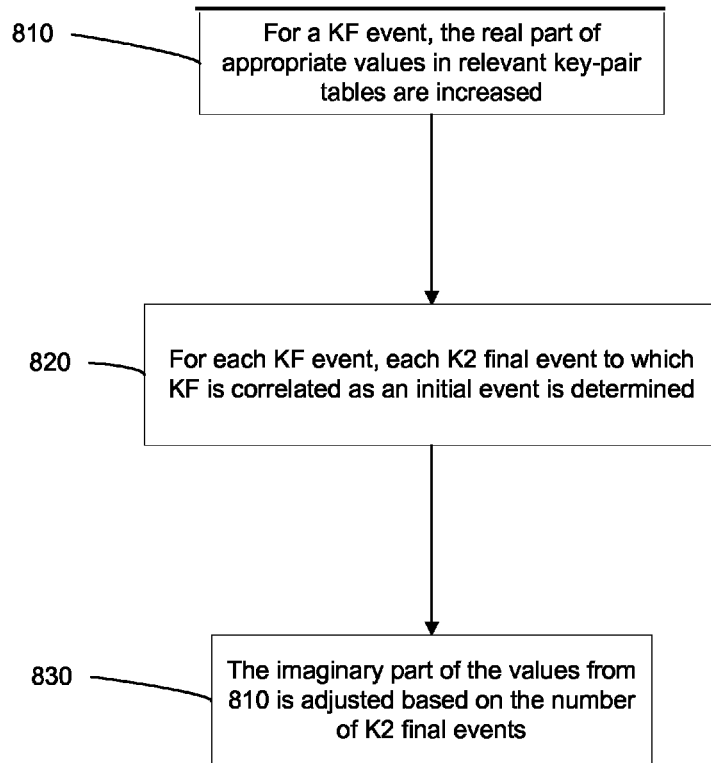 810
For a KF event, the real part of
appropriate values in relevant key-pair
tables are increased
820
For each KF event, each K2 final event to which
KF is correlated as an initial event is determined
830
The imaginary part of the values from
810 is adjusted based on the number
of K2 final events